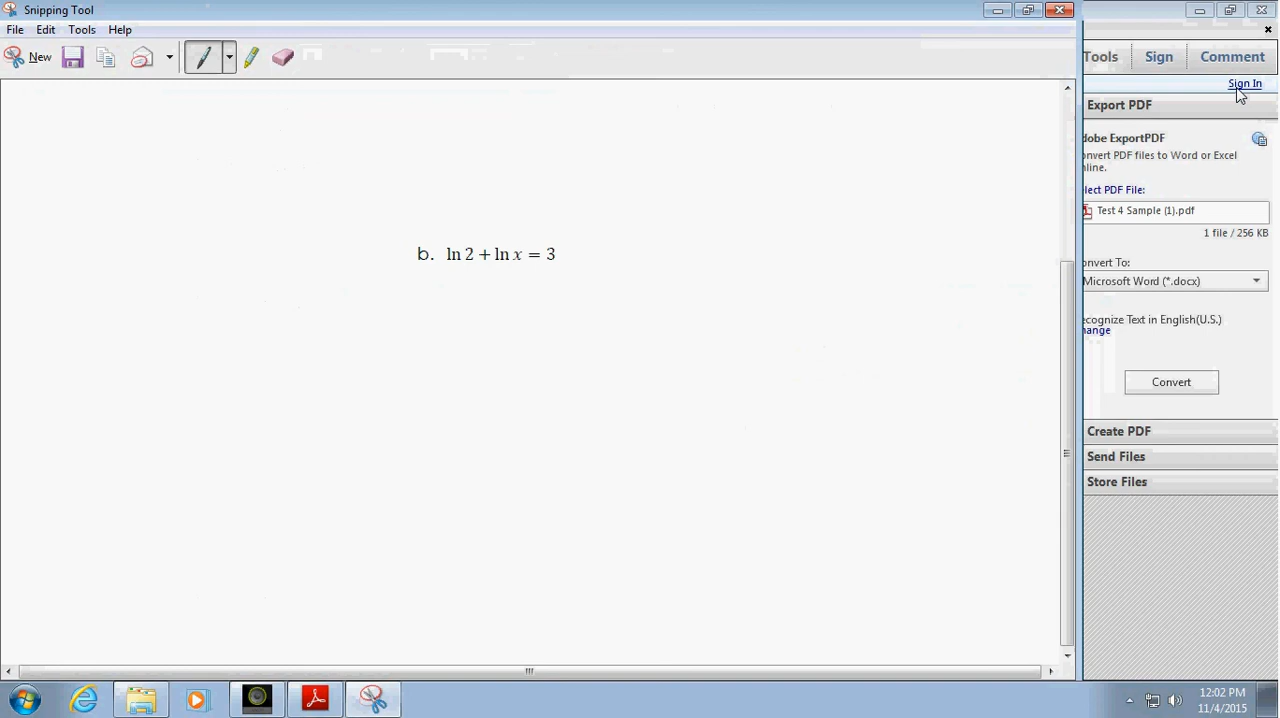 Snipping Tool
File Edit Tools Help
New
b. ln 2 + ln x = 3
Tools Sign Comment
Sign In
Export PDF
dobe ExportPDF
onvert PDF files to Word or Excel
nline.
elect PDF File:
Test 4 Sample (1).pdf
1 file / 256 KB
onvert To:
Microsoft Word (*.docx)
ecognize Text in English(U.S.)
hange
Convert
Create PDF
Send Files
Store Files
12:02 PM
11/4/2015